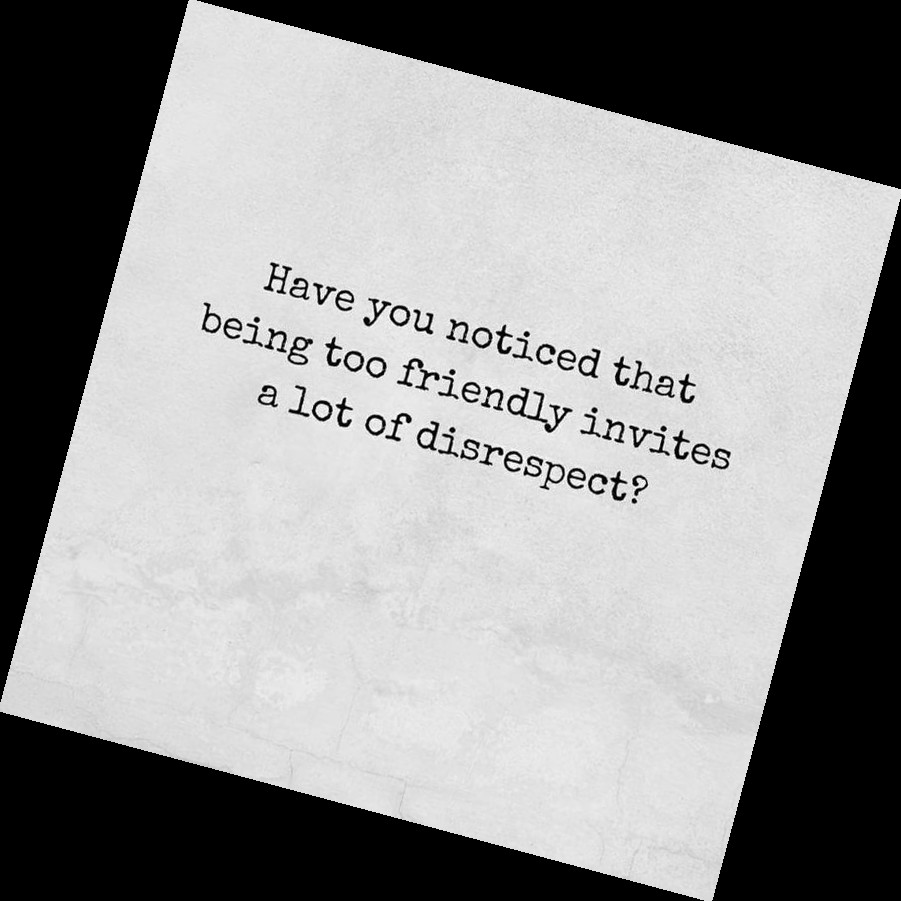 Have you noticed that
being too friendly invites
a lot of disrespect?